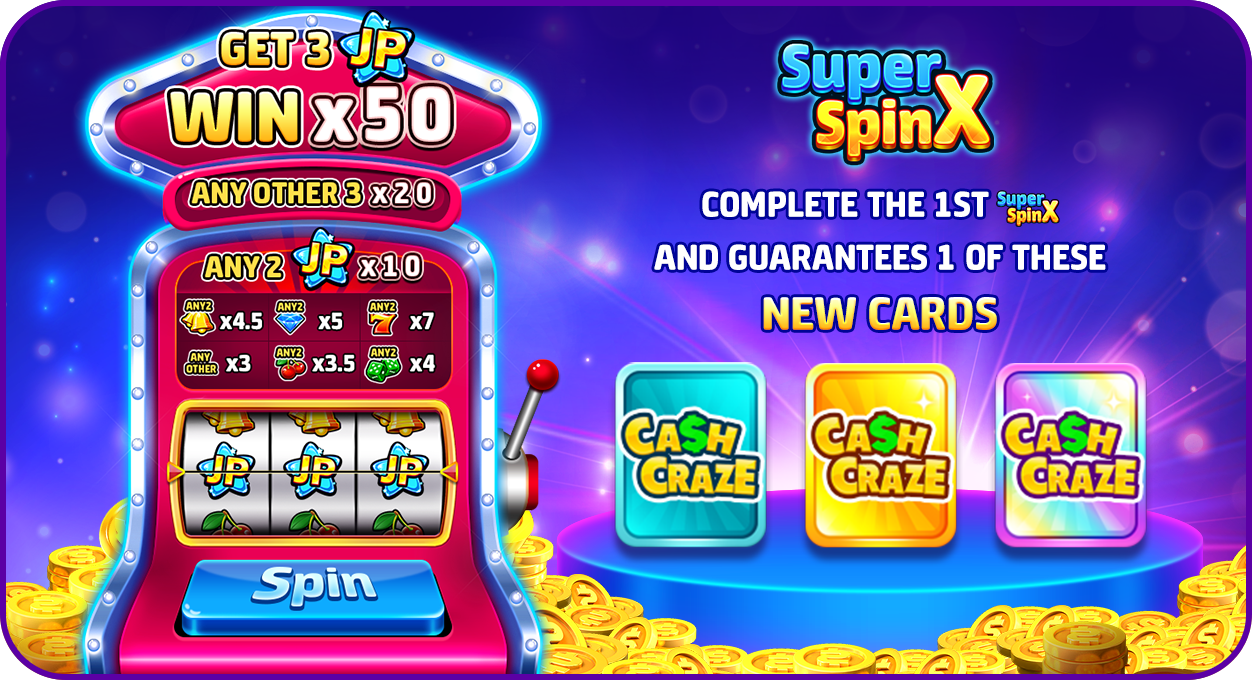 GET 3 JP
WIN x50
ANY OTHER 3 x20
ANY 2 JP x10
ANY2 x4.5 ANY2 x5 ANY2 7 x7
ANY OTHER x3 ANY2 x3.5 ANY2 x4
JP JP JP
Spin
Super
SpinX
COMPLETE THE 1ST Super SpinX
AND GUARANTEES 1 OF THESE
NEW CARDS
CA$H CRAZE
CA$H CRAZE
CA$H CRAZE